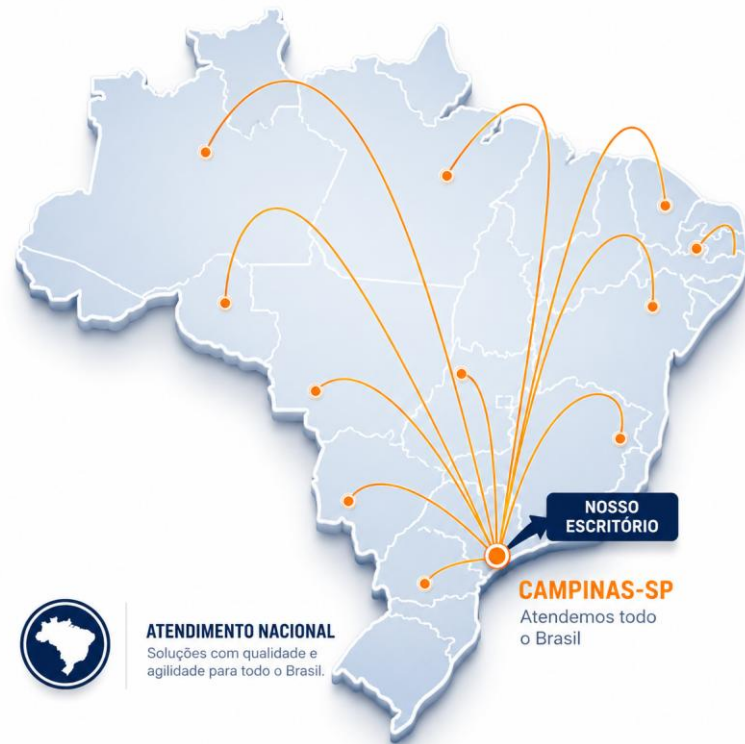 NOSSO
ESCRITÓRIO
CAMPINAS-SP
Atendemos todo
o Brasil
ATENDIMENTO NACIONAL
Soluções com qualidade e
agilidade para todo o Brasil.